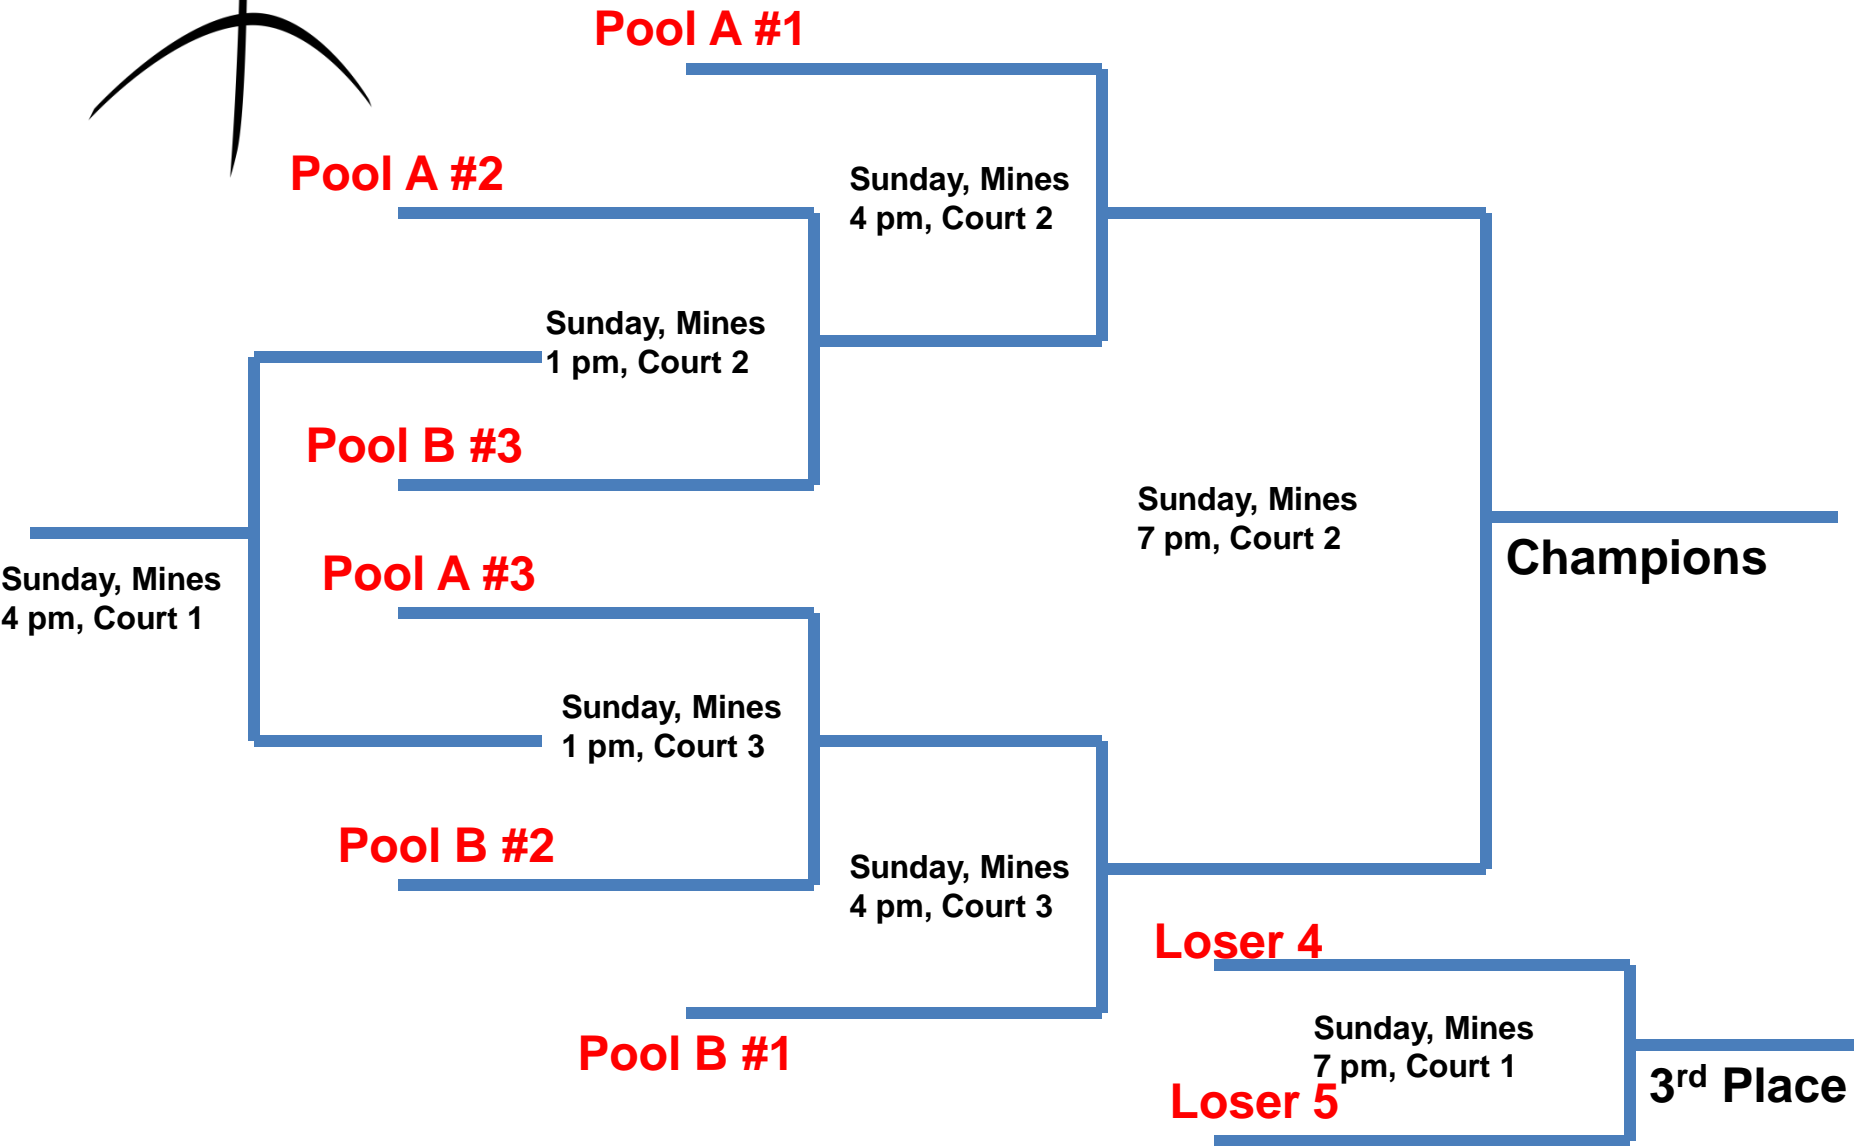 Pool A #1
Pool A #2
Sunday, Mines
4 pm, Court 2
Sunday, Mines
1 pm, Court 2
Pool B #3
Sunday, Mines
7 pm, Court 2
Champions
Sunday, Mines
4 pm, Court 1
Pool A #3
Sunday, Mines
1 pm, Court 3
Pool B #2
Sunday, Mines
4 pm, Court 3
Loser 4
Pool B #1
Sunday, Mines
7 pm, Court 1
3rd Place
Loser 5